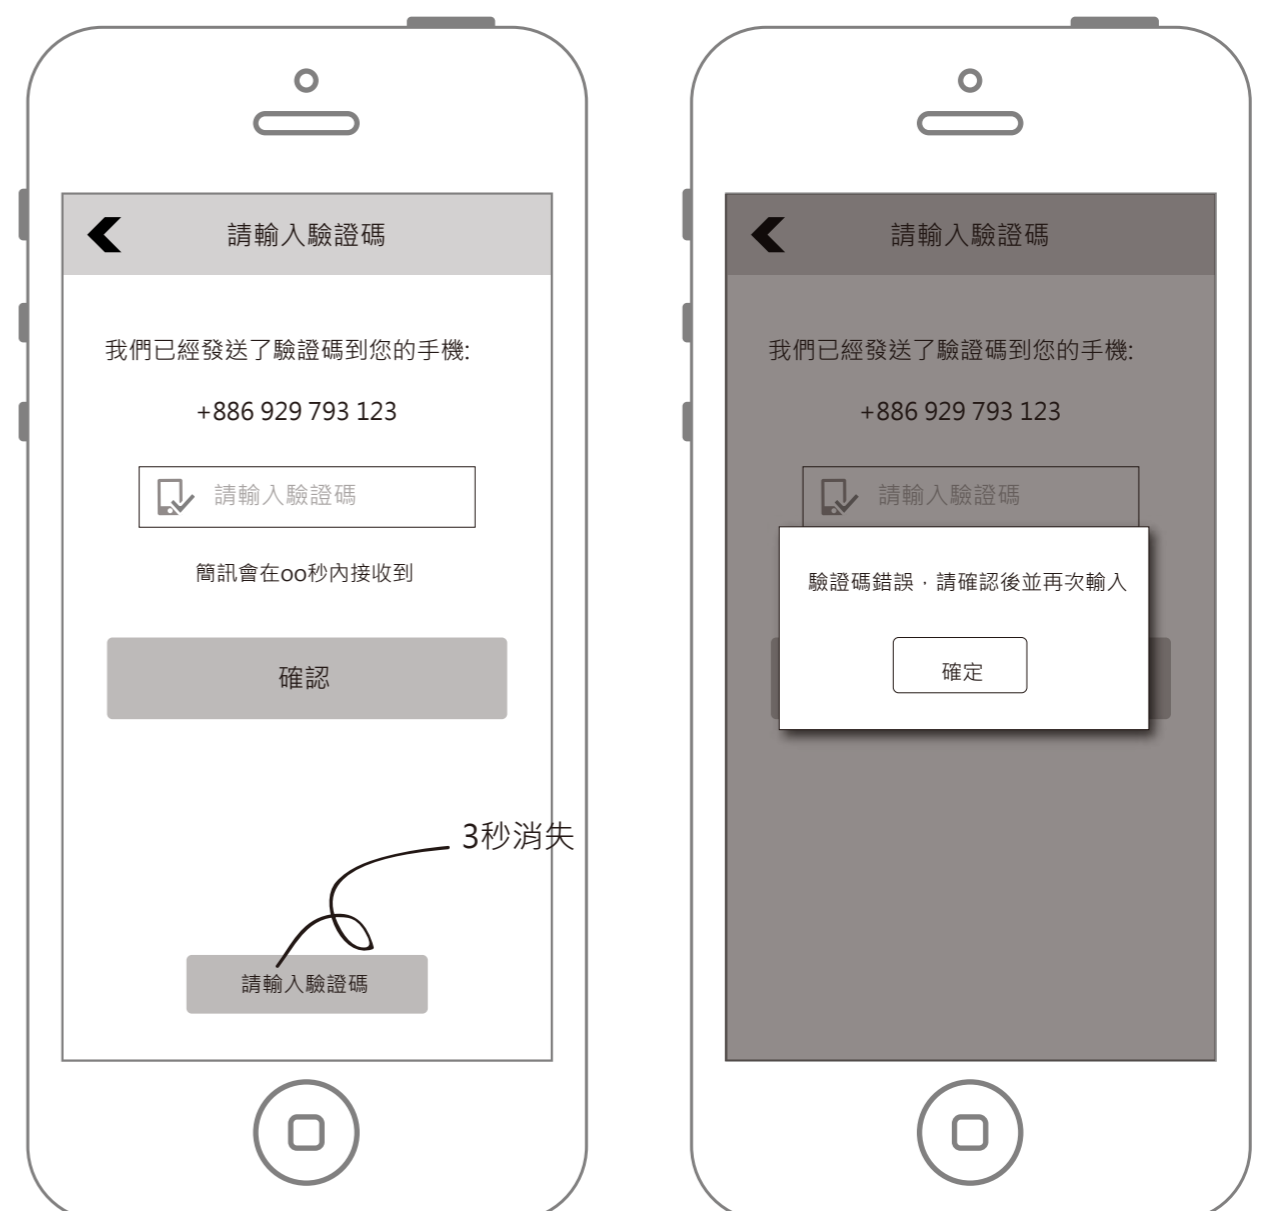 請輸入驗證碼
我們已經發送了驗證碼到您的手機:
+886 929 793 123
請輸入驗證碼
簡訊會在oo秒內接收到
確認
3秒消失
請輸入驗證碼
請輸入驗證碼
我們已經發送了驗證碼到您的手機:
+886 929 793 123
請輸入驗證碼
驗證碼錯誤，請確認後並再次輸入
確定